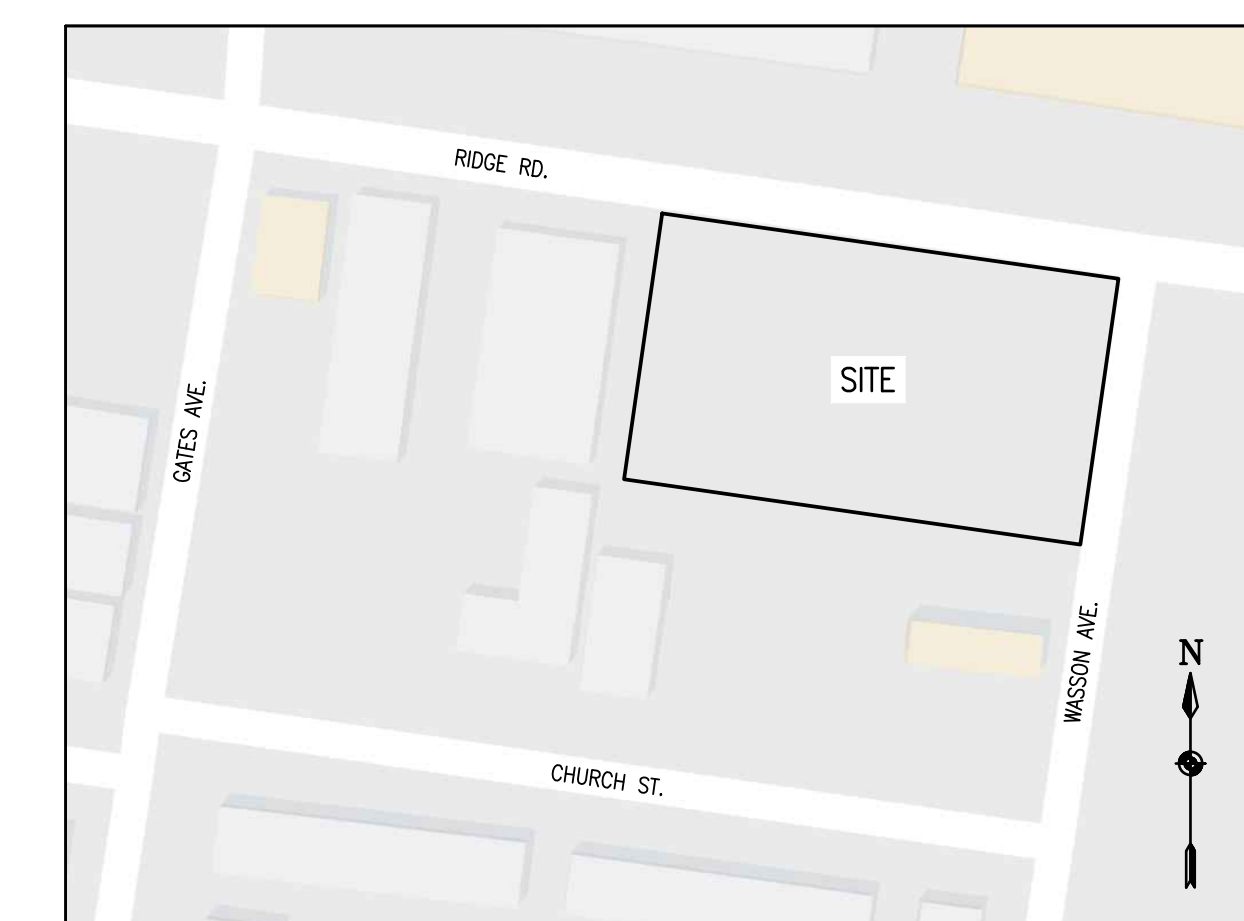 RIDGE RD.
SITE
GATES AVE.
WASSON AVE.
N
CHURCH ST.